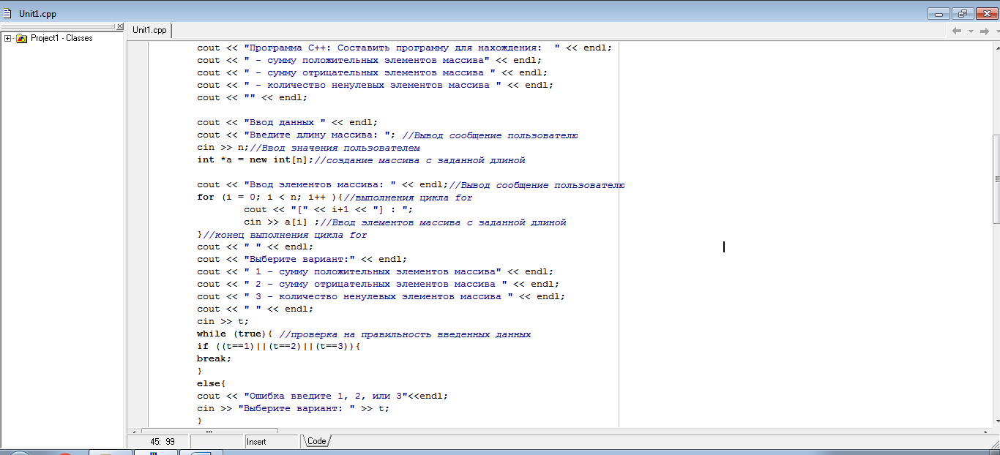 Unit1.cpp
Project1 - Classes
Unit1.cpp
cout << "Программа C++: Составить программу для нахождения:  " << endl;
cout << " - сумму положительных элементов массива" << endl;
cout << " - сумму отрицательных элементов массива " << endl;
cout << " - количество ненулевых элементов массива " << endl;
cout << "" << endl;
cout << "Ввод данных " << endl;
cout << "Введите длину массива: "; //Вывод сообщение пользователю
cin >> n;//Ввод значения пользователем
int *a = new int[n];//создание массива с заданной длиной
cout << "Ввод элементов массива: " << endl;//Вывод сообщение пользователю
for (i = 0; i < n; i++ ){//выполнения цикла for
cout << "[" << i+1 << "] : ";
cin >> a[i] ;//Ввод элементов массива с заданной длиной
}//конец выполнения цикла for
cout << " " << endl;
cout << "Выберите вариант:" << endl;
cout << " 1 - сумму положительных элементов массива" << endl;
cout << " 2 - сумму отрицательных элементов массива " << endl;
cout << " 3 - количество ненулевых элементов массива " << endl;
cout << " " << endl;
cin >> t;
while (true){ //проверка на правильность введенных данных
if ((t==1)||(t==2)||(t==3)){
break;
}
else{
cout << "Ошибка введите 1, 2, или 3"<<endl;
cin >> "Выберите вариант: " >> t;
}
45: 99
Insert
Code